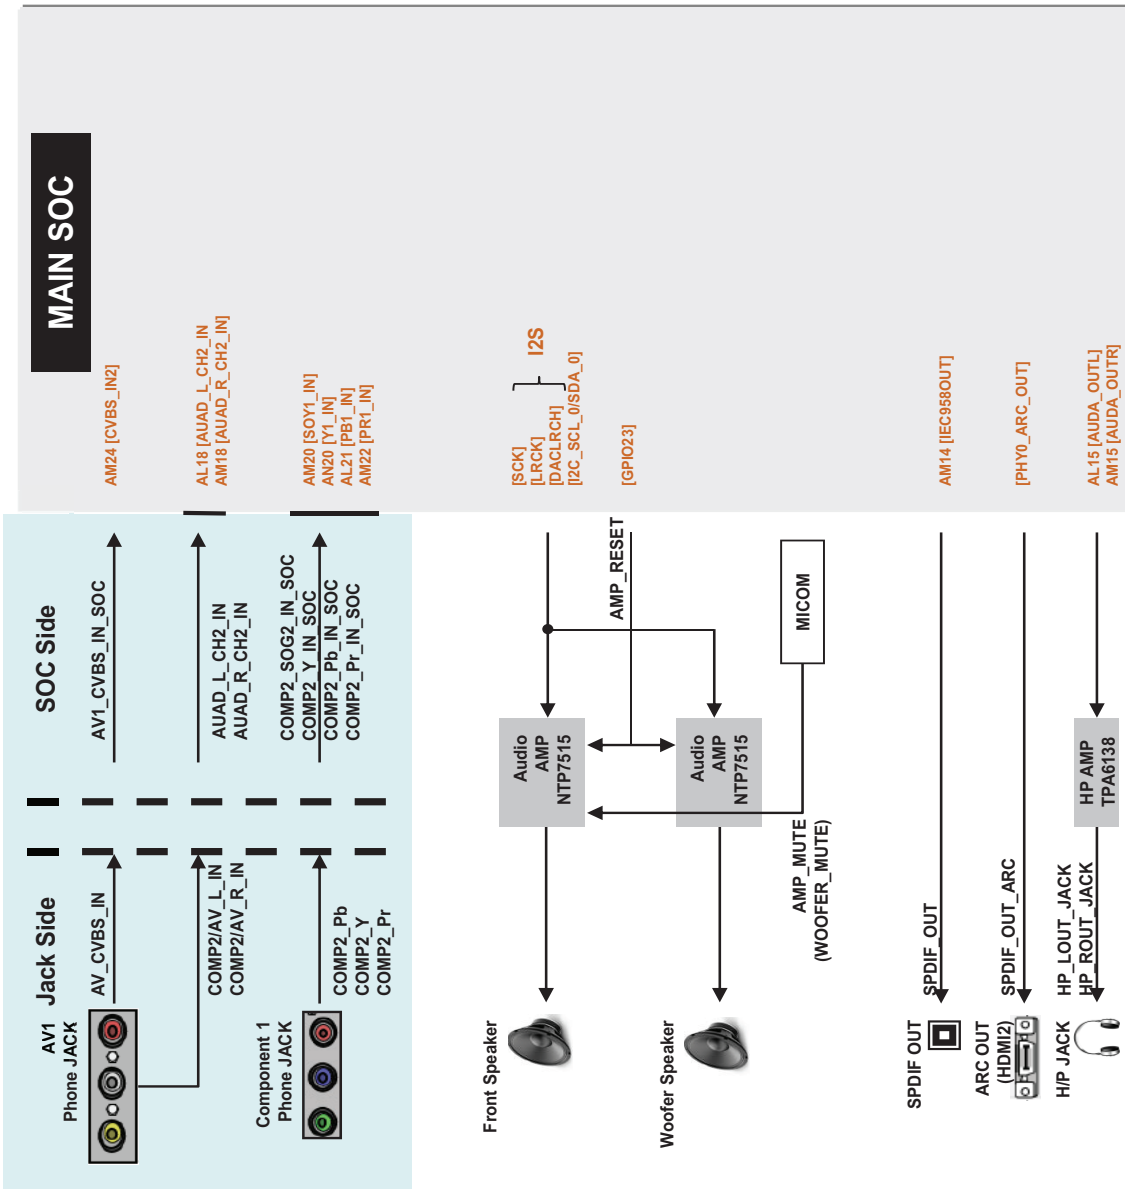 MAIN SOC
Jack Side
SOC Side
AV1
Phone JACK
AV_CVBS_IN
AV1_CVBS_IN_SOC
AM24 [CVBS_IN2]
COMP2/AV_L_IN
COMP2/AV_R_IN
AUAD_L_CH2_IN
AUAD_R_CH2_IN
AL18 [AUAD_L_CH2_IN
AM18 [AUAD_R_CH2_IN]
Component 1
Phone JACK
COMP2_Pb
COMP2_Y
COMP2_Pr
COMP2_SOG2_IN_SOC
COMP2_Y_IN_SOC
COMP2_Pb_IN_SOC
COMP2_Pr_IN_SOC
AM20 [SOY1_IN]
AN20 [Y1_IN]
AL21 [PB1_IN]
AM22 [PR1_IN]
Front Speaker
Audio
AMP
NTP7515
[SCK]
[LRCK]
[DACLRCH]
[I2C_SCL_0/SDA_0]
I2S
AMP_RESET
[GPIO23]
Woofer Speaker
Audio
AMP
NTP7515
MICOM
AMP_MUTE
(WOOFER_MUTE)
SPDIF OUT
SPDIF_OUT
AM14 [IEC958OUT]
ARC OUT
(HDMI2)
SPDIF_OUT_ARC
[PHY0_ARC_OUT]
H/P JACK
HP_LOUT_JACK
HP_ROUT_JACK
HP AMP
TPA6138
AL15 [AUDA_OUTL]
AM15 [AUDA_OUTR]